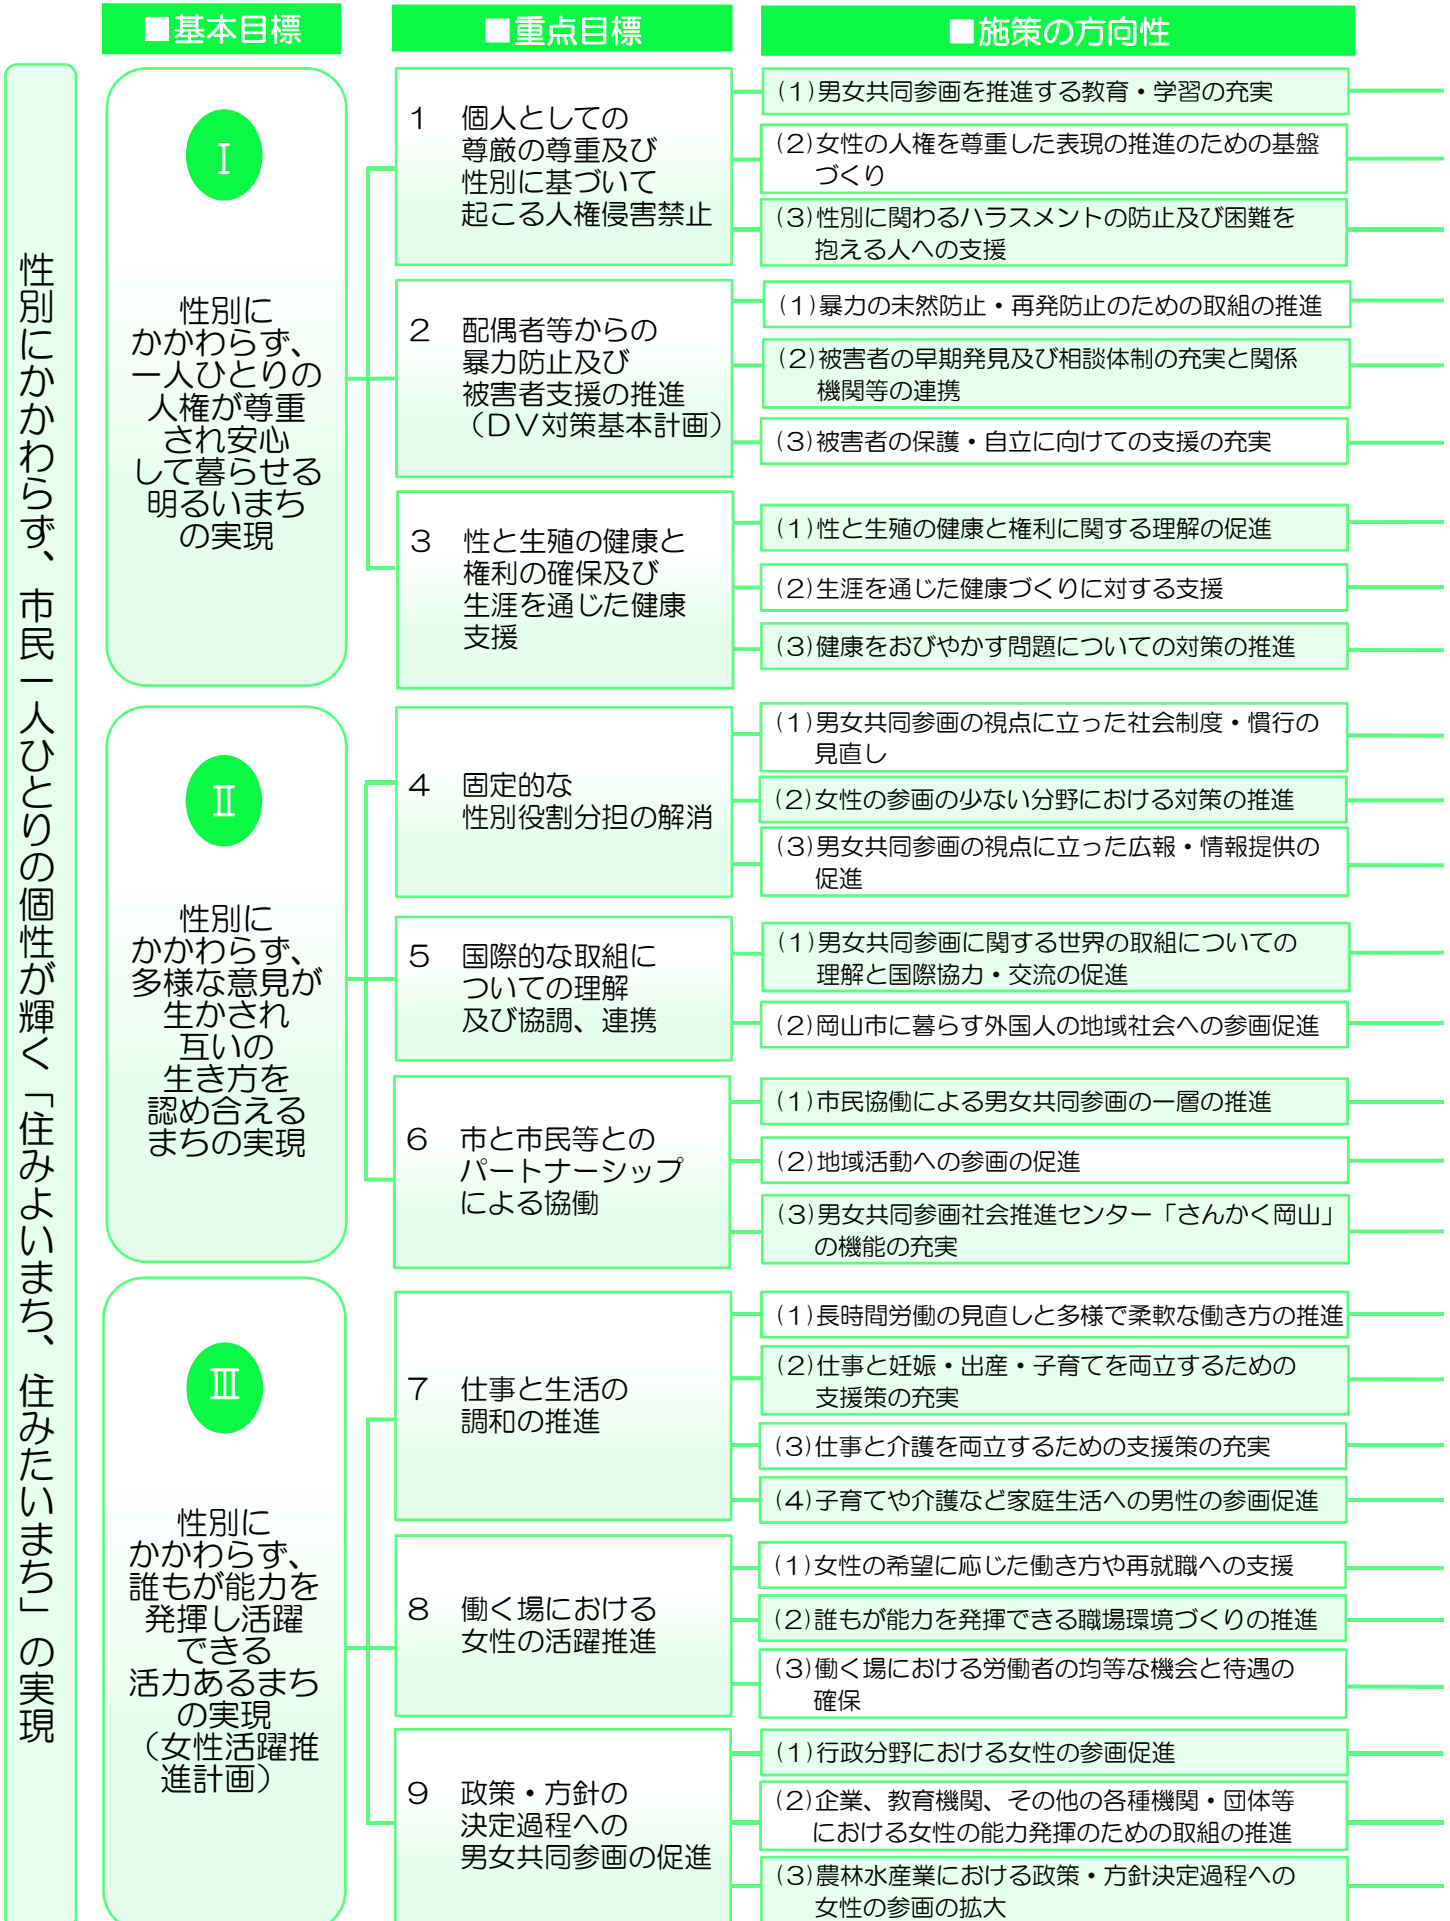 ■基本目標
■重点目標
■施策の方向性
性別にかかわらず、市民一人ひとりの個性が輝く「住みよいまち、住みたいまち」の実現
Ⅰ
性別に
かかわらず、
一人ひとりの
人権が尊重
され安心
して暮らせる
明るいまち
の実現
1 個人としての
尊厳の尊重及び
性別に基づいて
起こる人権侵害禁止
(1)男女共同参画を推進する教育・学習の充実
(2)女性の人権を尊重した表現の推進のための基盤
づくり
(3)性別に関わるハラスメントの防止及び困難を
抱える人への支援
2 配偶者等からの
暴力防止及び
被害者支援の推進
（ＤＶ対策基本計画）
(1)暴力の未然防止・再発防止のための取組の推進
(2)被害者の早期発見及び相談体制の充実と関係
機関等の連携
(3)被害者の保護・自立に向けての支援の充実
3 性と生殖の健康と
権利の確保及び
生涯を通じた健康
支援
(1)性と生殖の健康と権利に関する理解の促進
(2)生涯を通じた健康づくりに対する支援
(3)健康をおびやかす問題についての対策の推進
Ⅱ
性別に
かかわらず、
多様な意見が
生かされ
互いの
生き方を
認め合える
まちの実現
4 固定的な
性別役割分担の解消
(1)男女共同参画の視点に立った社会制度・慣行の
見直し
(2)女性の参画の少ない分野における対策の推進
(3)男女共同参画の視点に立った広報・情報提供の
促進
5 国際的な取組に
ついての理解
及び協調、連携
(1)男女共同参画に関する世界の取組についての
理解と国際協力・交流の促進
(2)岡山市に暮らす外国人の地域社会への参画促進
6 市と市民等との
パートナーシップ
による協働
(1)市民協働による男女共同参画の一層の推進
(2)地域活動への参画の促進
(3)男女共同参画社会推進センター「さんかく岡山」
の機能の充実
Ⅲ
性別に
かかわらず、
誰もが能力を
発揮し活躍
できる
活力あるまち
の実現
（女性活躍推
進計画）
7 仕事と生活の
調和の推進
(1)長時間労働の見直しと多様で柔軟な働き方の推進
(2)仕事と妊娠・出産・子育てを両立するための
支援策の充実
(3)仕事と介護を両立するための支援策の充実
(4)子育てや介護など家庭生活への男性の参画促進
8 働く場における
女性の活躍推進
(1)女性の希望に応じた働き方や再就職への支援
(2)誰もが能力を発揮できる職場環境づくりの推進
(3)働く場における労働者の均等な機会と待遇の
確保
9 政策・方針の
決定過程への
男女共同参画の促進
(1)行政分野における女性の参画促進
(2)企業、教育機関、その他の各種機関・団体等
における女性の能力発揮のための取組の推進
(3)農林水産業における政策・方針決定過程への
女性の参画の拡大